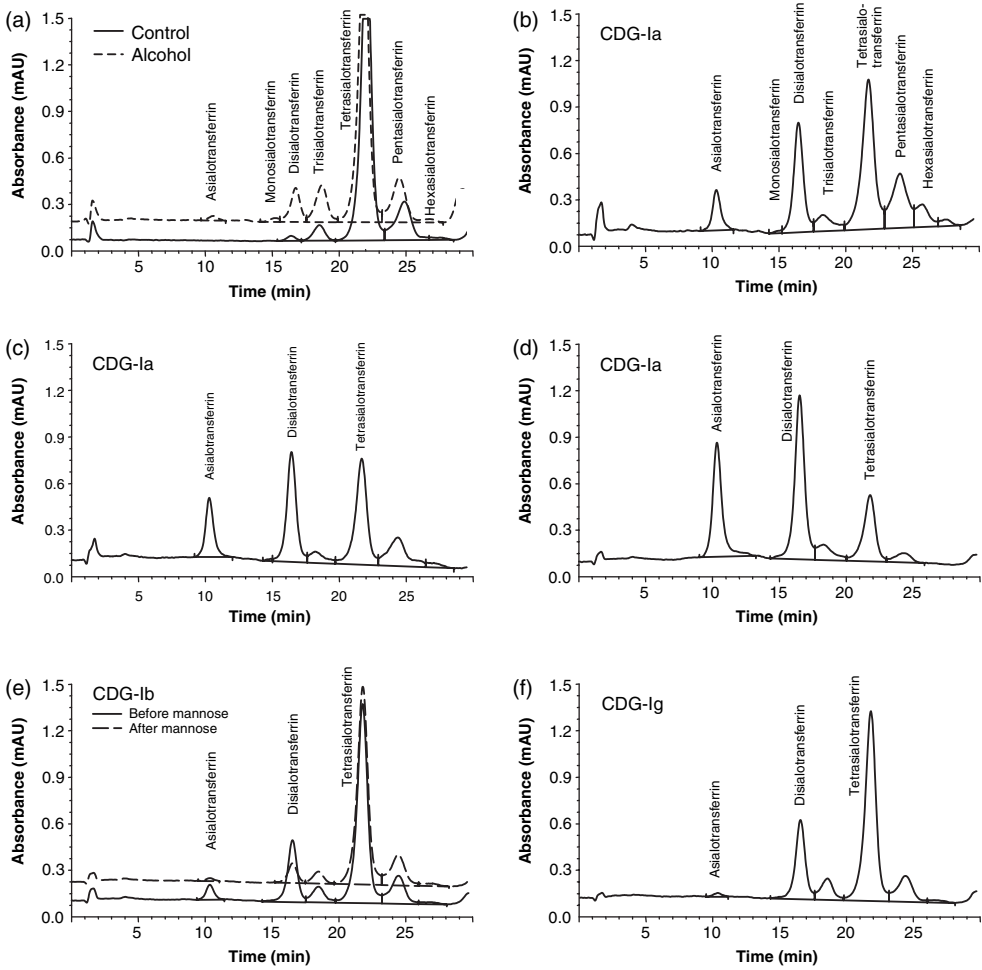 (a)
Control
Alcohol
Asialotransferrin
Monosialotransferrin
Disialotransferrin
Trisialotransferrin
Tetrasialotransferrin
Pentasialotransferrin
Hexasialotransferrin
Absorbance (mAU)
1.5
1.2
0.9
0.6
0.3
0.0
5 10 15 20 25
Time (min)
(b)
CDG-Ia
Asialotransferrin
Monosialotransferrin
Disialotransferrin
Trisialotransferrin
Tetrasialo-
transferrin
Pentasialotransferrin
Hexasialotransferrin
Absorbance (mAU)
1.5
1.2
0.9
0.6
0.3
0.0
5 10 15 20 25
Time (min)
(c)
CDG-Ia
Asialotransferrin
Disialotransferrin
Tetrasialotransferrin
Absorbance (mAU)
1.5
1.2
0.9
0.6
0.3
0.0
5 10 15 20 25
Time (min)
(d)
CDG-Ia
Asialotransferrin
Disialotransferrin
Tetrasialotransferrin
Absorbance (mAU)
1.5
1.2
0.9
0.6
0.3
0.0
5 10 15 20 25
Time (min)
(e)
CDG-Ib
Before mannose
After mannose
Asialotransferrin
Disialotransferrin
Tetrasialotransferrin
Absorbance (mAU)
1.5
1.2
0.9
0.6
0.3
0.0
5 10 15 20 25
Time (min)
(f)
CDG-Ig
Asialotransferrin
Disialotransferrin
Tetrasialotransferrin
Absorbance (mAU)
1.5
1.2
0.9
0.6
0.3
0.0
5 10 15 20 25
Time (min)